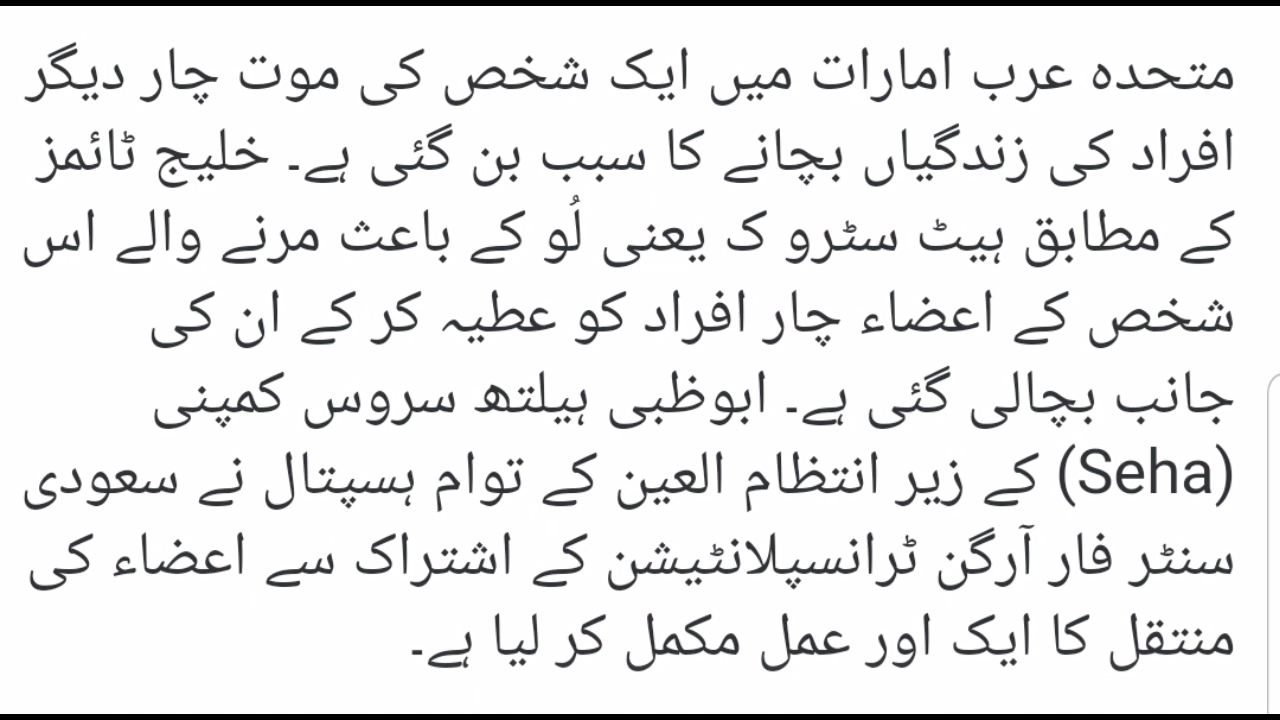 متحدہ عرب امارات میں ایک شخص کی موت چار دیگر
افراد کی زندگیاں بچانے کا سبب بن گئی ہے۔ خلیج ٹائمز
کے مطابق ہیٹ سٹرو ک یعنی لُو کے باعث مرنے والے اس
شخص کے اعضاء چار افراد کو عطیہ کر کے ان کی
جانب بچالی گئی ہے۔ ابوظبی ہیلتھ سروس کمپنی
(Seha) کے زیر انتظام العین کے توام ہسپتال نے سعودی
سنٹر فار آرگن ٹرانسپلانٹیشن کے اشتراک سے اعضاء کی
منتقل کا ایک اور عمل مکمل کر لیا ہے۔